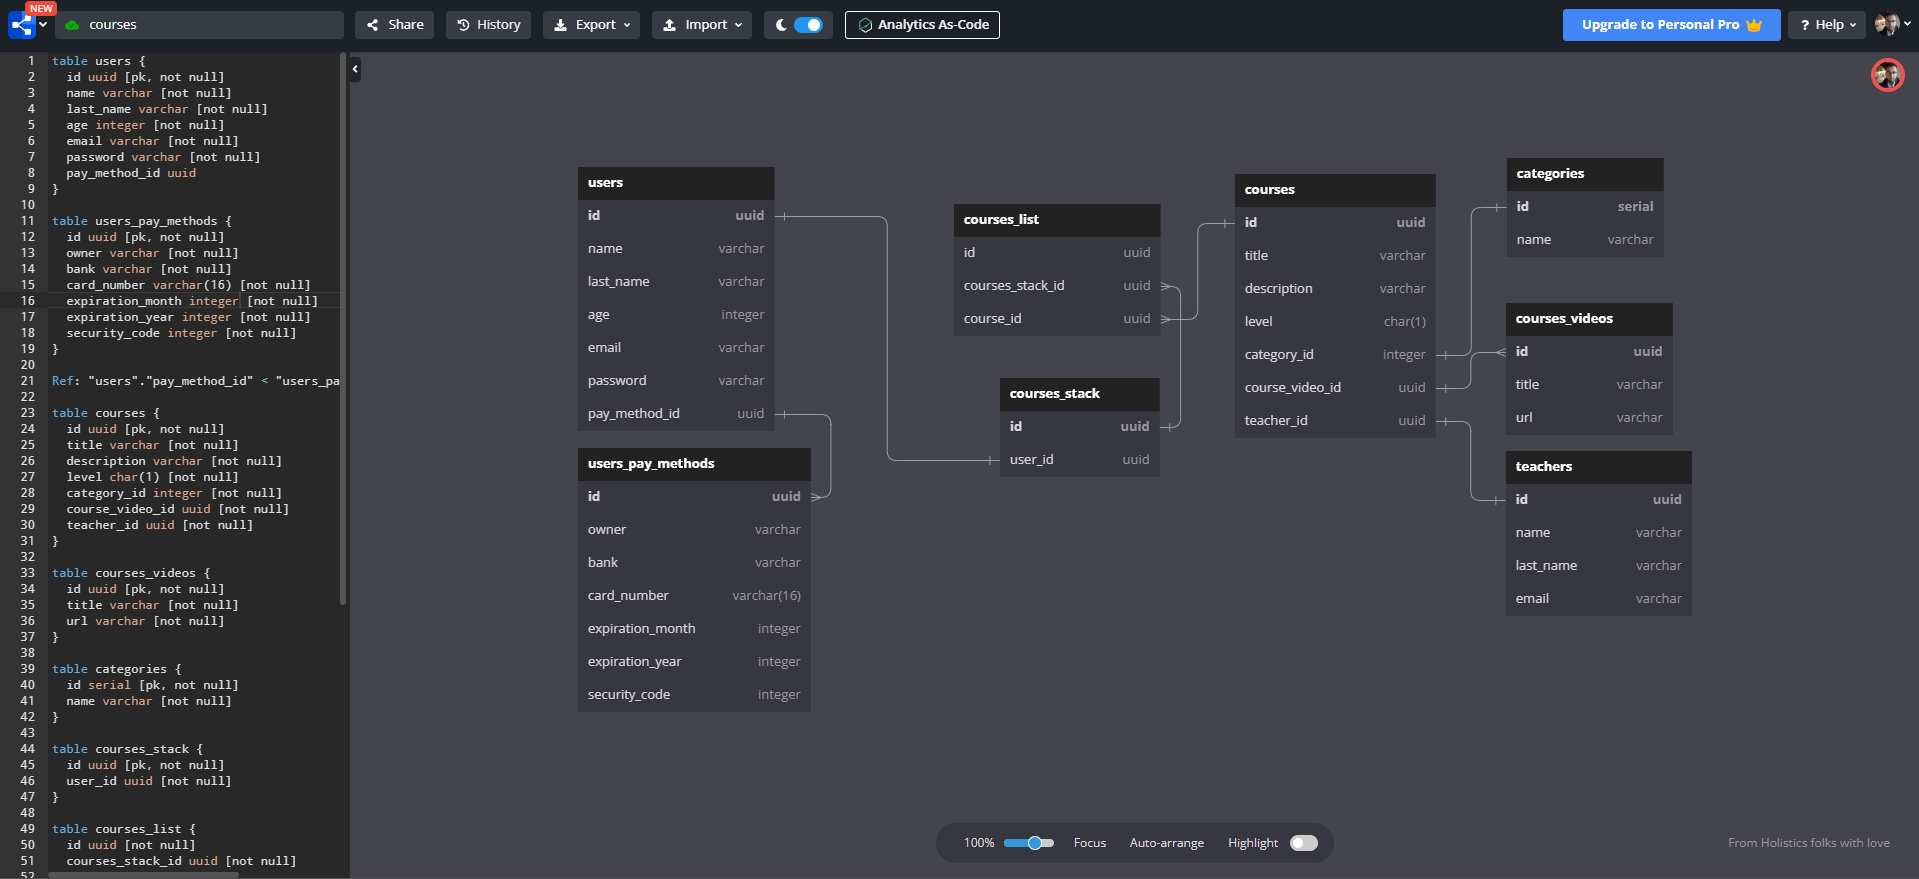 NEW
courses
Share
History
Export
Import
Analytics As-Code
Upgrade to Personal Pro
? Help
1 table users {
2 id uuid [pk, not null]
3 name varchar [not null]
4 last_name varchar [not null]
5 age integer [not null]
6 email varchar [not null]
7 password varchar [not null]
8 pay_method_id uuid
9 }
10
11 table users_pay_methods {
12 id uuid [pk, not null]
13 owner varchar [not null]
14 bank varchar [not null]
15 card_number varchar(16) [not null]
16 expiration_month integer [not null]
17 expiration_year integer [not null]
18 security_code integer [not null]
19 }
20
21 Ref: "users"."pay_method_id" < "users_pa
22
23 table courses {
24 id uuid [pk, not null]
25 title varchar [not null]
26 description varchar [not null]
27 level char(1) [not null]
28 category_id integer [not null]
29 course_video_id uuid [not null]
30 teacher_id uuid [not null]
31 }
32
33 table courses_videos {
34 id uuid [pk, not null]
35 title varchar [not null]
36 url varchar [not null]
37 }
38
39 table categories {
40 id serial [pk, not null]
41 name varchar [not null]
42 }
43
44 table courses_stack {
45 id uuid [pk, not null]
46 user_id uuid [not null]
47 }
48
49 table courses_list {
50 id uuid [not null]
51 courses_stack_id uuid [not null]
52
users
id uuid
name varchar
last_name varchar
age integer
email varchar
password varchar
pay_method_id uuid
users_pay_methods
id uuid
owner varchar
bank varchar
card_number varchar(16)
expiration_month integer
expiration_year integer
security_code integer
courses_list
id uuid
courses_stack_id uuid
course_id uuid
courses_stack
id uuid
user_id uuid
courses
id uuid
title varchar
description varchar
level char(1)
category_id integer
course_video_id uuid
teacher_id uuid
categories
id serial
name varchar
courses_videos
id uuid
title varchar
url varchar
teachers
id uuid
name varchar
last_name varchar
email varchar
100%
Focus
Auto-arrange
Highlight
From Holistics folks with love